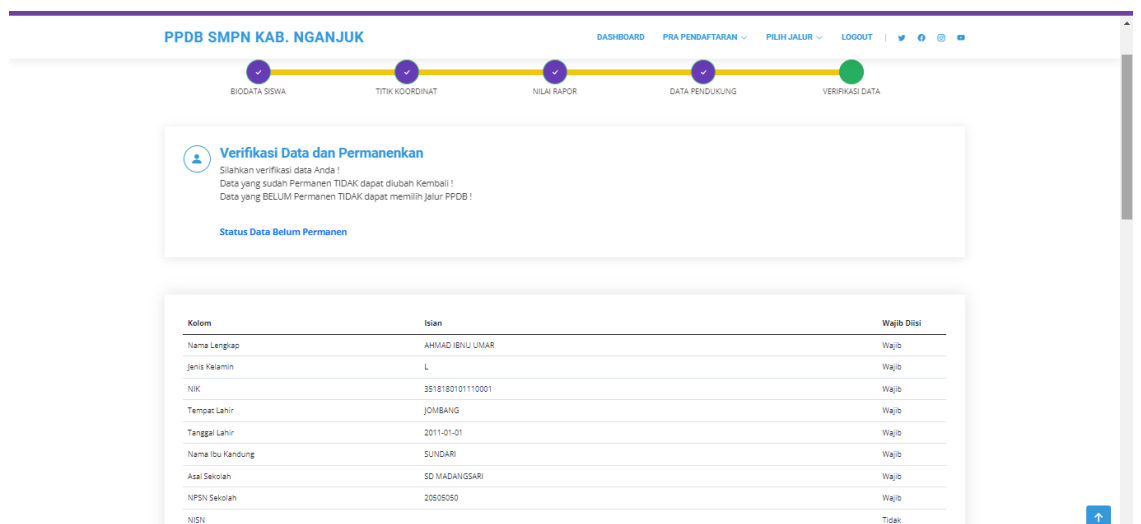 PPDB SMPN KAB. NGANJUK DASHBOARD PRA PENDAFTARAN PILIH JALUR LOGOUT |
BIODATA SISWA TITIK KOORDINAT NILAI RAPOR DATA PENDUKUNG VERIFIKASI DATA
Verifikasi Data dan Permanenkan
Silahkan verifikasi data Anda !
Data yang sudah Permanen TIDAK dapat diubah Kembali !
Data yang BELUM Permanen TIDAK dapat memilih Jalur PPDB !
Status Data Belum Permanen
Kolom Isian Wajib Diisi
Nama Lengkap AHMAD IBNU UMAR Wajib
Jenis Kelamin L Wajib
NIK 3518180101110001 Wajib
Tempat Lahir JOMBANG Wajib
Tanggal Lahir 2011-01-01 Wajib
Nama Ibu Kandung SUNDARI Wajib
Asal Sekolah SD MADANGSARI Wajib
NPSN Sekolah 20505050 Wajib
NISN Tidak